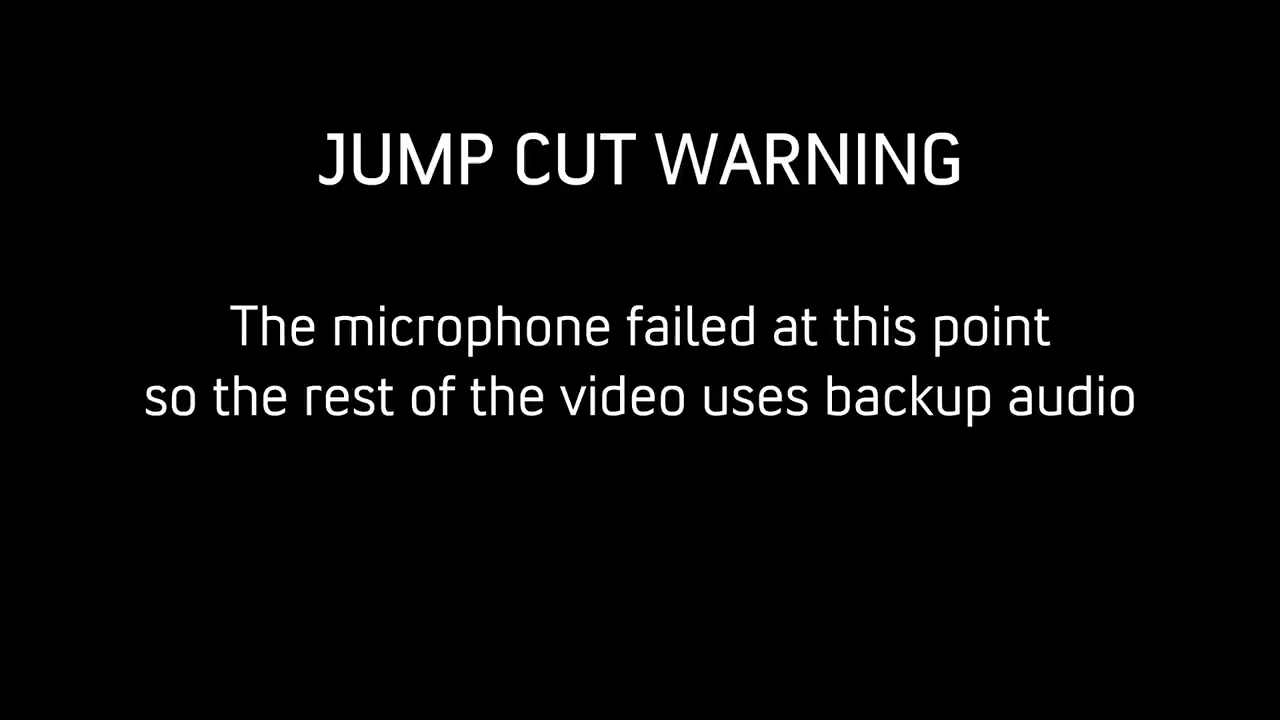 JUMP CUT WARNING
The microphone failed at this point
so the rest of the video uses backup audio